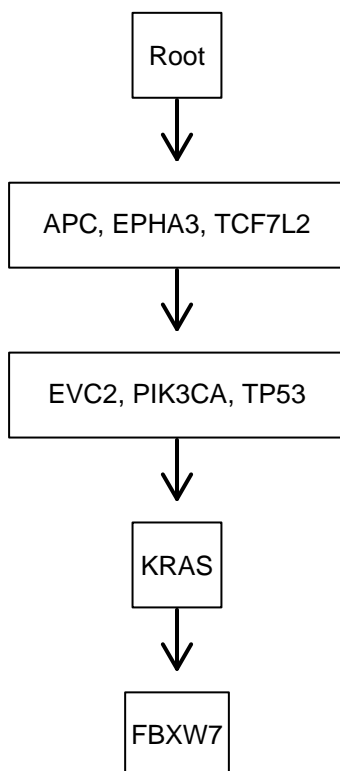 Root
APC, EPHA3, TCF7L2
EVC2, PIK3CA, TP53
KRAS
FBXW7